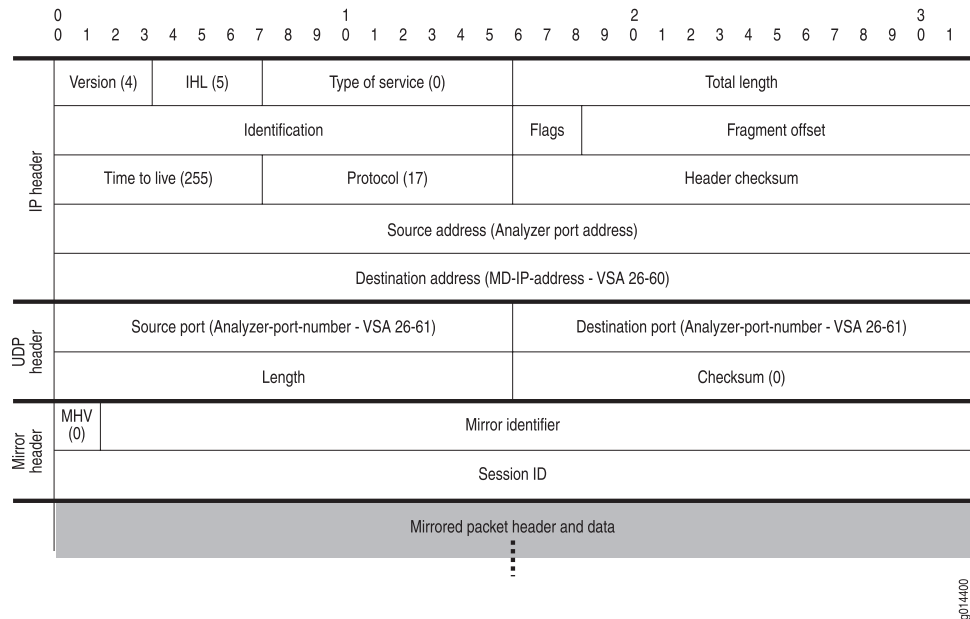 0 1 2 3
0 1 2 3 4 5 6 7 8 9 0 1 2 3 4 5 6 7 8 9 0 1 2 3 4 5 6 7 8 9 0 1
IP header
Version (4) IHL (5) Type of service (0) Total length
Identification Flags Fragment offset
Time to live (255) Protocol (17) Header checksum
Source address (Analyzer port address)
Destination address (MD-IP-address - VSA 26-60)
UDP
header
Source port (Analyzer-port-number - VSA 26-61) Destination port (Analyzer-port-number - VSA 26-61)
Length Checksum (0)
Mirror
header
MHV
(0)
Mirror identifier
Session ID
Mirrored packet header and data
g014400